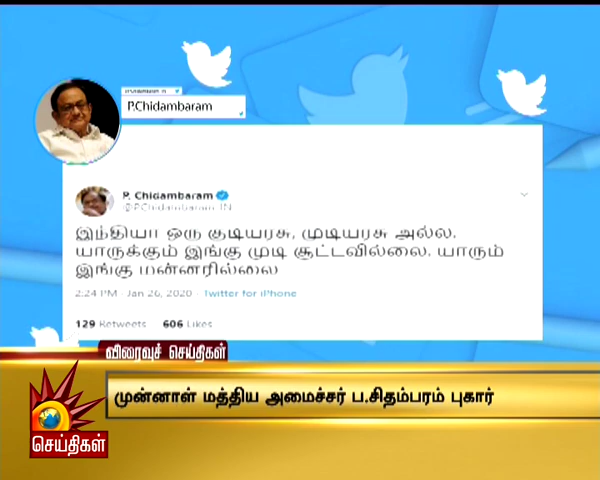 P.Chidambaram
P. Chidambaram
@PChidambaram_IN
இந்தியா ஒரு குடியரசு, முடியரசு அல்ல.
யாருக்கும் இங்கு முடி சூட்டவில்லை. யாரும்
இங்கு மன்னரில்லை
2:24 PM · Jan 26, 2020 · Twitter for iPhone
129 Retweets 606 Likes
விரைவுச் செய்திகள்
முன்னாள் மத்திய அமைச்சர் ப.சிதம்பரம் புகார்
செய்திகள்